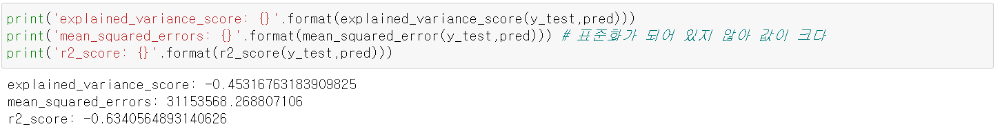 print('explained_variance_score: {}'.format(explained_variance_score(y_test,pred)))
print('mean_squared_errors: {}'.format(mean_squared_error(y_test,pred))) # 표준화가 되어 있지 않아 값이 크다
print('r2_score: {}'.format(r2_score(y_test,pred)))
explained_variance_score: -0.45316763183909825
mean_squared_errors: 31153568.268807106
r2_score: -0.6340564893140626